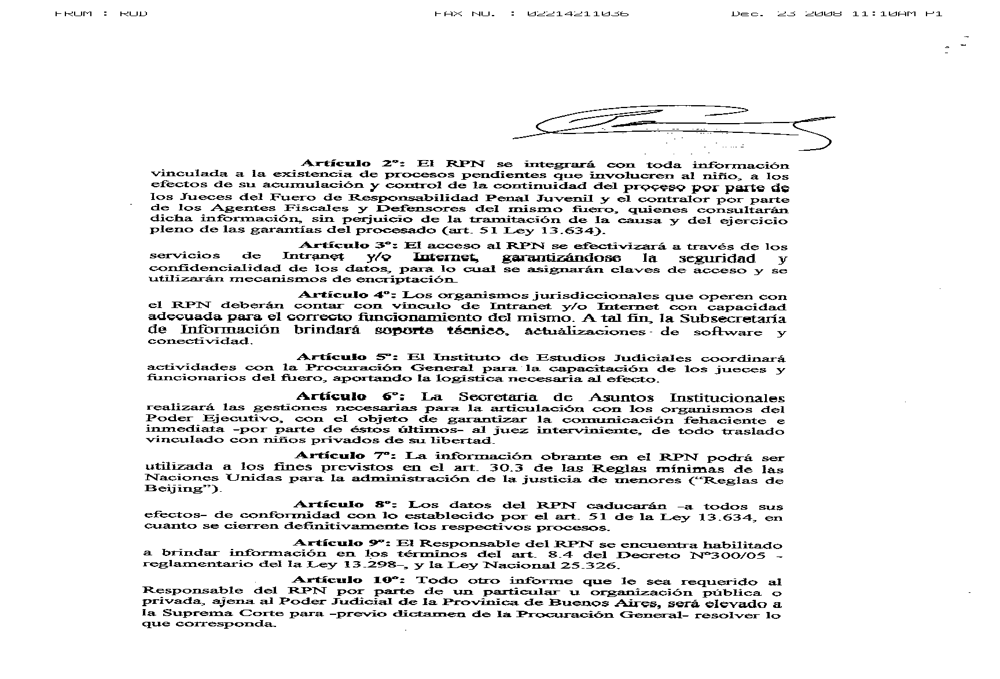 FROM : RUD FAX NO. : 02214211036 Dec. 23 2008 11:10AM P1
Artículo 2º: El RPN se integrará con toda información
vinculada a la existencia de procesos pendientes que involucren al niño, a los
efectos de su acumulación y control de la continuidad del proceso por parte de
los Jueces del Fuero de Responsabilidad Penal Juvenil y el contralor por parte
de los Agentes Fiscales y Defensores del mismo fuero, quienes consultarán
dicha información, sin perjuicio de la tramitación de la causa y del ejercicio
pleno de las garantías del procesado (art. 51 Ley 13.634).
Artículo 3º: El acceso al RPN se efectivizará a través de los
servicios de Intranet y/o Internet, garantizándose la seguridad y
confidencialidad de los datos, para lo cual se asignarán claves de acceso y se
utilizarán mecanismos de encriptación.
Artículo 4º: Los organismos jurisdiccionales que operen con
el RPN deberán contar con vínculo de Intranet y/o Internet con capacidad
adecuada para el correcto funcionamiento del mismo. A tal fin, la Subsecretaría
de Información brindará soporte técnico, actualizaciones de software y
conectividad.
Artículo 5º: El Instituto de Estudios Judiciales coordinará
actividades con la Procuración General para la capacitación de los jueces y
funcionarios del fuero, aportando la logística necesaria al efecto.
Artículo 6º: La Secretaría de Asuntos Institucionales
realizará las gestiones necesarias para la articulación con los organismos del
Poder Ejecutivo, con el objeto de garantizar la comunicación fehaciente e
inmediata -por parte de éstos últimos- al juez interviniente, de todo traslado
vinculado con niños privados de su libertad.
Artículo 7º: La información obrante en el RPN podrá ser
utilizada a los fines previstos en el art. 30.3 de las Reglas mínimas de las
Naciones Unidas para la administración de la justicia de menores (“Reglas de
Beijing”).
Artículo 8º: Los datos del RPN caducarán -a todos sus
efectos- de conformidad con lo establecido por el art. 51 de la Ley 13.634, en
cuanto se cierren definitivamente los respectivos procesos.
Artículo 9º: El Responsable del RPN se encuentra habilitado
a brindar información en los términos del art. 8.4 del Decreto Nº300/05 -
reglamentario del la Ley 13.298-, y la Ley Nacional 25.326.
Artículo 10º: Todo otro informe que le sea requerido al
Responsable del RPN por parte de un particular u organización pública o
privada, ajena al Poder Judicial de la Provinica de Buenos Aires, será elevado a
la Suprema Corte para -previo dictamen de la Procuración General- resolver lo
que corresponda.